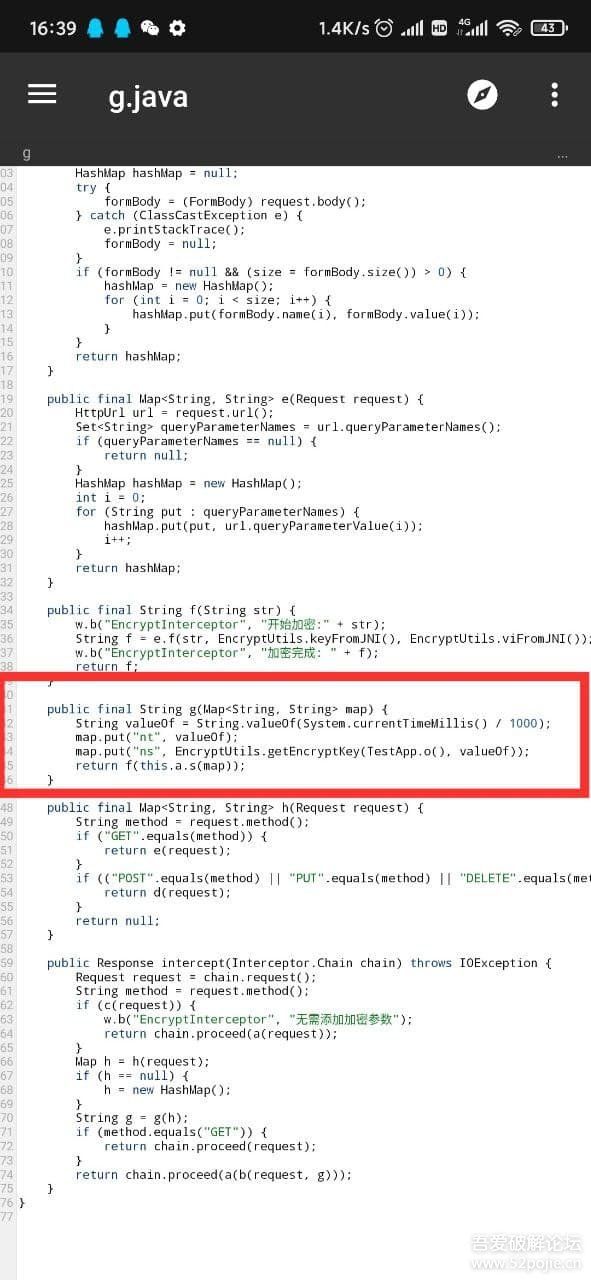 16:39 1.4K/s HD 4G 43
g.java
g ...
03 HashMap hashMap = null;
04 try {
05 formBody = (FormBody) request.body();
06 } catch (ClassCastException e) {
07 e.printStackTrace();
08 formBody = null;
09 }
10 if (formBody != null && (size = formBody.size()) > 0) {
11 hashMap = new HashMap();
12 for (int i = 0; i < size; i++) {
13 hashMap.put(formBody.name(i), formBody.value(i));
14 }
15 }
16 return hashMap;
17 }
18
19 public final Map<String, String> e(Request request) {
20 HttpUrl url = request.url();
21 Set<String> queryParameterNames = url.queryParameterNames();
22 if (queryParameterNames == null) {
23 return null;
24 }
25 HashMap hashMap = new HashMap();
26 int i = 0;
27 for (String put : queryParameterNames) {
28 hashMap.put(put, url.queryParameterValue(i));
29 i++;
30 }
31 return hashMap;
32 }
33
34 public final String f(String str) {
35 w.b("EncryptInterceptor", "开始加密:" + str);
36 String f = e.f(str, EncryptUtils.keyFromJNI(), EncryptUtils.viFromJNI());
37 w.b("EncryptInterceptor", "加密完成: " + f);
38 return f;
}
0
1 public final String g(Map<String, String> map) {
2 String valueOf = String.valueOf(System.currentTimeMillis() / 1000);
3 map.put("nt", valueOf);
4 map.put("ns", EncryptUtils.getEncryptKey(TestApp.o(), valueOf));
5 return f(this.a.s(map));
6 }
48 public final Map<String, String> h(Request request) {
49 String method = request.method();
50 if ("GET".equals(method)) {
51 return e(request);
52 }
53 if (("POST".equals(method) || "PUT".equals(method) || "DELETE".equals(met
54 return d(request);
55 }
56 return null;
57 }
58
59 public Response intercept(Interceptor.Chain chain) throws IOException {
60 Request request = chain.request();
61 String method = request.method();
62 if (c(request)) {
63 w.b("EncryptInterceptor", "无需添加加密参数");
64 return chain.proceed(a(request));
65 }
66 Map h = h(request);
67 if (h == null) {
68 h = new HashMap();
69 }
70 String g = g(h);
71 if (method.equals("GET")) {
72 return chain.proceed(request);
73 }
74 return chain.proceed(a(b(request, g)));
75 }
76 }
77
吾爱破解论坛
www.52pojie.cn